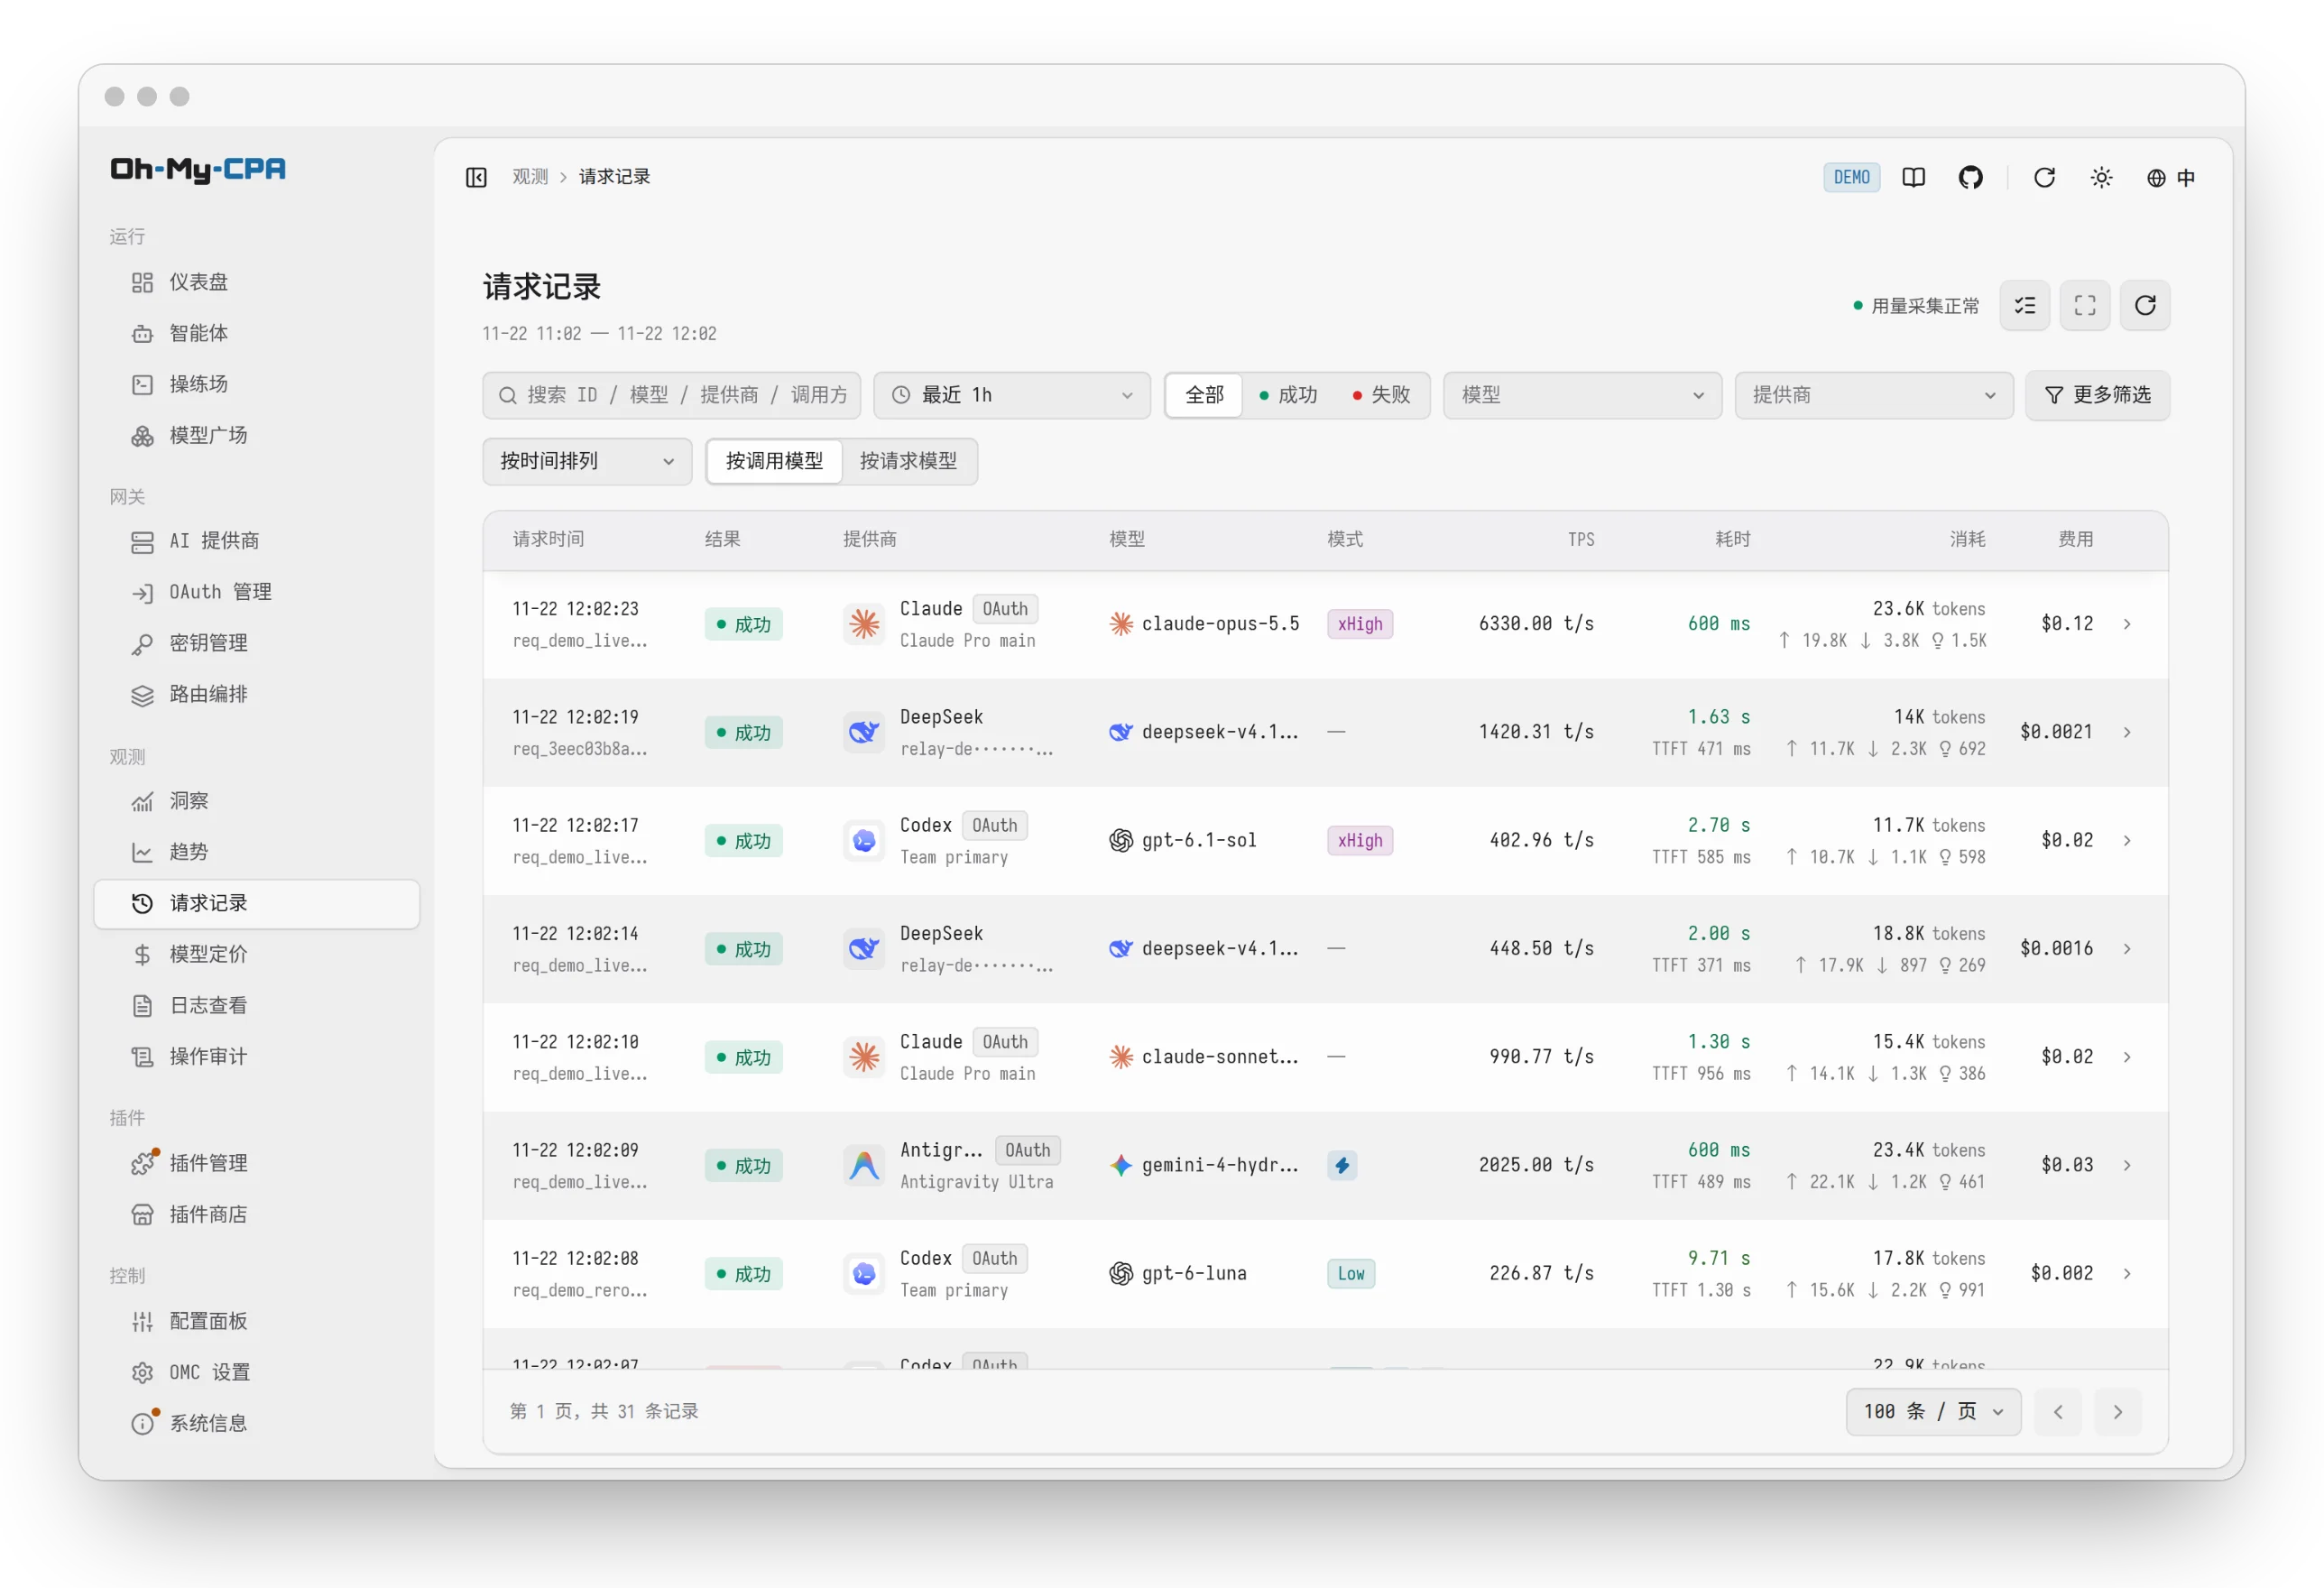 Oh-My-CPA
运行
仪表盘
智能体
操练场
模型广场
网关
AI 提供商
OAuth 管理
密钥管理
路由编排
观测
洞察
趋势
请求记录
模型定价
日志查看
操作审计
插件
插件管理
插件商店
控制
配置面板
OMC 设置
系统信息
观测 > 请求记录
DEMO 中
请求记录
11-22 11:02 — 11-22 12:02
用量采集正常
搜索 ID / 模型 / 提供商 / 调用方 最近 1h 全部 成功 失败 模型 提供商 更多筛选
按时间排列 按调用模型 按请求模型
请求时间 结果 提供商 模型 模式 TPS 耗时 消耗 费用
11-22 12:02:23 Claude OAuth 23.6K tokens
成功 claude-opus-5.5 xHigh 6330.00 t/s 600 ms $0.12
req_demo_live... Claude Pro main ↑ 19.8K ↓ 3.8K 1.5K
11-22 12:02:19 DeepSeek 1.63 s 14K tokens
成功 deepseek-v4.1... — 1420.31 t/s $0.0021
req_3eec03b8a... relay-de·······... TTFT 471 ms ↑ 11.7K ↓ 2.3K 692
11-22 12:02:17 Codex OAuth 2.70 s 11.7K tokens
成功 gpt-6.1-sol xHigh 402.96 t/s $0.02
req_demo_live... Team primary TTFT 585 ms ↑ 10.7K ↓ 1.1K 598
11-22 12:02:14 DeepSeek 2.00 s 18.8K tokens
成功 deepseek-v4.1... — 448.50 t/s $0.0016
req_demo_live... relay-de·······... TTFT 371 ms ↑ 17.9K ↓ 897 269
11-22 12:02:10 Claude OAuth 1.30 s 15.4K tokens
成功 claude-sonnet... — 990.77 t/s $0.02
req_demo_live... Claude Pro main TTFT 956 ms ↑ 14.1K ↓ 1.3K 386
11-22 12:02:09 Antigr... OAuth 600 ms 23.4K tokens
成功 gemini-4-hydr... 2025.00 t/s $0.03
req_demo_live... Antigravity Ultra TTFT 489 ms ↑ 22.1K ↓ 1.2K 461
11-22 12:02:08 Codex OAuth 9.71 s 17.8K tokens
成功 gpt-6-luna Low 226.87 t/s $0.002
req_demo_rero... Team primary TTFT 1.30 s ↑ 15.6K ↓ 2.2K 991
11-22 12:02:07 Codex OAuth 22.9K tokens
第 1 页，共 31 条记录 100 条 / 页